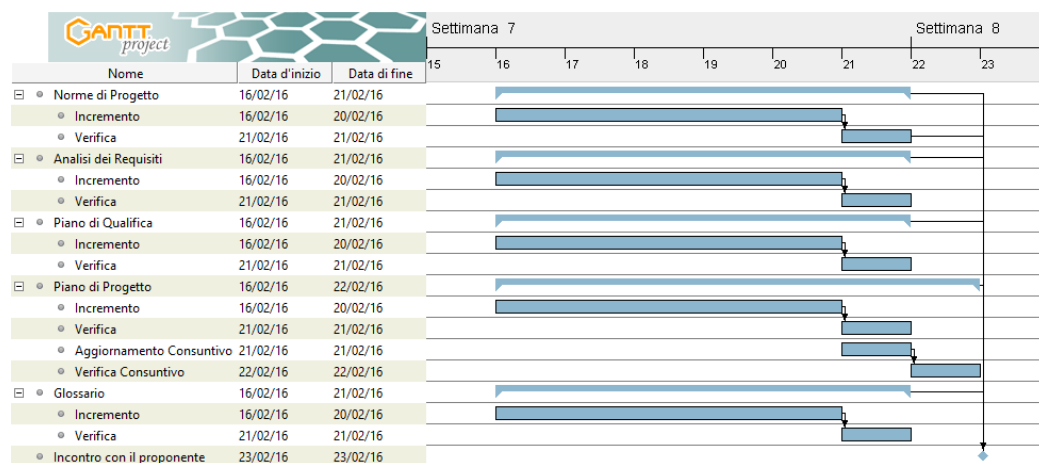 GANTT
project
Settimana 7 Settimana 8
15 16 17 18 19 20 21 22 23
Nome Data d'inizio Data di fine
Norme di Progetto 16/02/16 21/02/16
Incremento 16/02/16 20/02/16
Verifica 21/02/16 21/02/16
Analisi dei Requisiti 16/02/16 21/02/16
Incremento 16/02/16 20/02/16
Verifica 21/02/16 21/02/16
Piano di Qualifica 16/02/16 21/02/16
Incremento 16/02/16 20/02/16
Verifica 21/02/16 21/02/16
Piano di Progetto 16/02/16 22/02/16
Incremento 16/02/16 20/02/16
Verifica 21/02/16 21/02/16
Aggiornamento Consuntivo 21/02/16 21/02/16
Verifica Consuntivo 22/02/16 22/02/16
Glossario 16/02/16 21/02/16
Incremento 16/02/16 20/02/16
Verifica 21/02/16 21/02/16
Incontro con il proponente 23/02/16 23/02/16